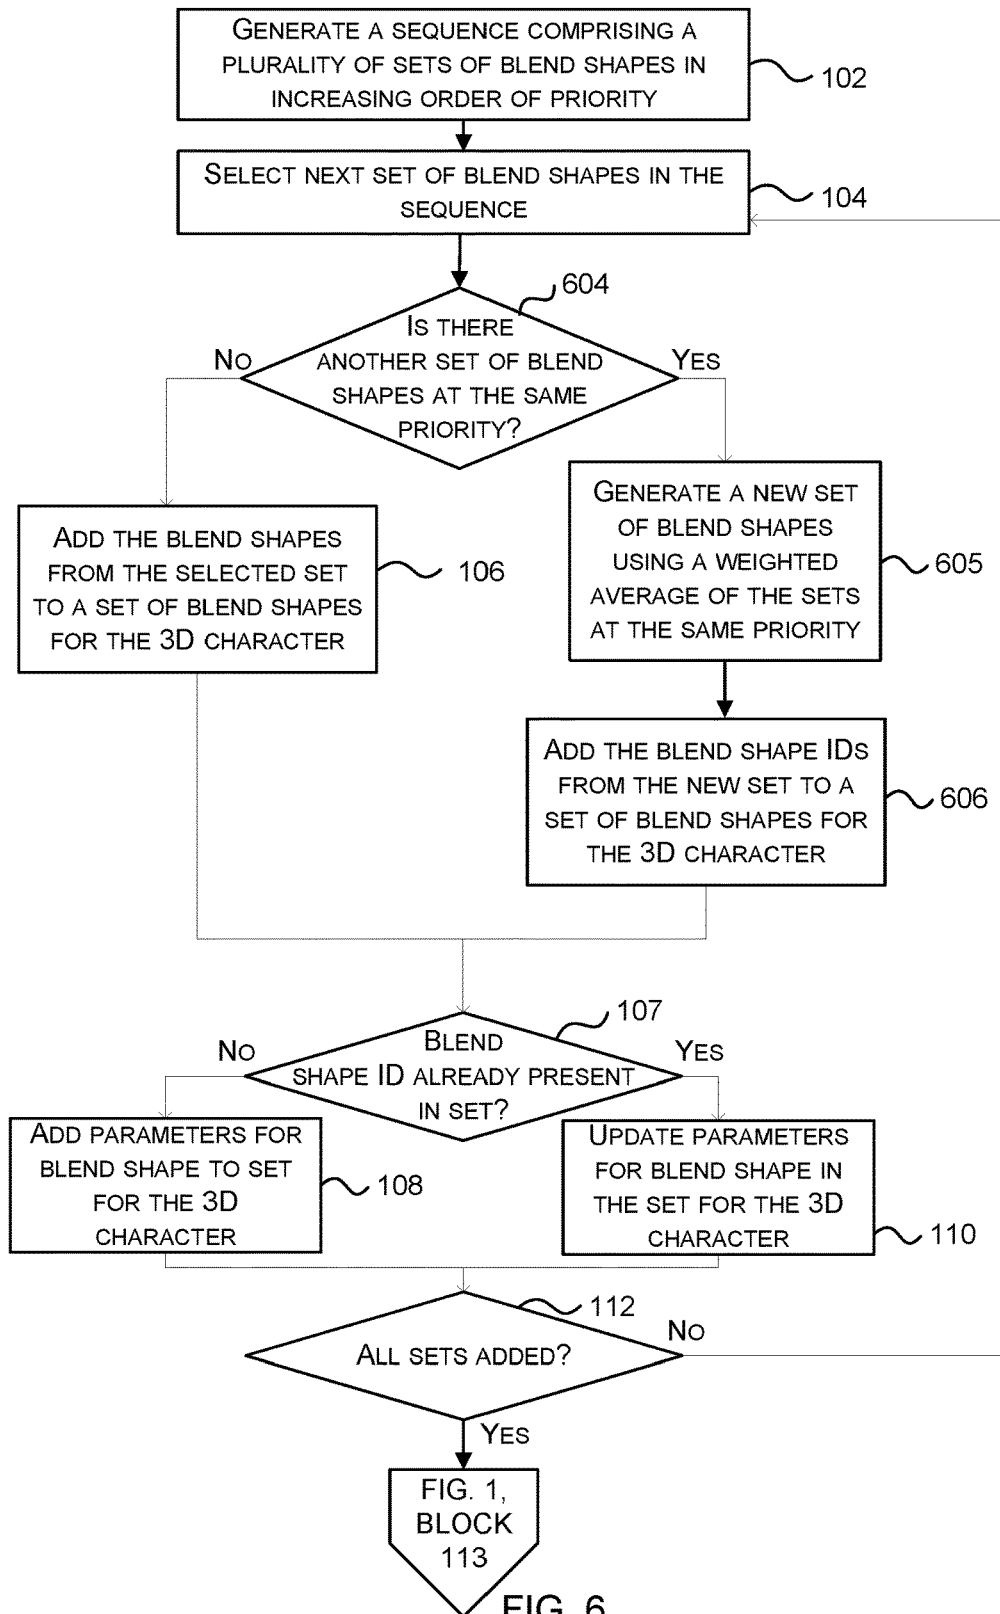 GENERATE A SEQUENCE COMPRISING A
PLURALITY OF SETS OF BLEND SHAPES IN
INCREASING ORDER OF PRIORITY
102
SELECT NEXT SET OF BLEND SHAPES IN THE
SEQUENCE
104
604
IS THERE
ANOTHER SET OF BLEND
SHAPES AT THE SAME
PRIORITY?
NO
YES
ADD THE BLEND SHAPES
FROM THE SELECTED SET
TO A SET OF BLEND SHAPES
FOR THE 3D CHARACTER
106
GENERATE A NEW SET
OF BLEND SHAPES
USING A WEIGHTED
AVERAGE OF THE SETS
AT THE SAME PRIORITY
605
ADD THE BLEND SHAPE IDS
FROM THE NEW SET TO A
SET OF BLEND SHAPES FOR
THE 3D CHARACTER
606
107
BLEND
SHAPE ID ALREADY PRESENT
IN SET?
NO
YES
ADD PARAMETERS FOR
BLEND SHAPE TO SET
FOR THE 3D
CHARACTER
108
UPDATE PARAMETERS
FOR BLEND SHAPE IN
THE SET FOR THE 3D
CHARACTER
110
112
ALL SETS ADDED?
NO
YES
FIG. 1,
BLOCK
113
FIG. 6